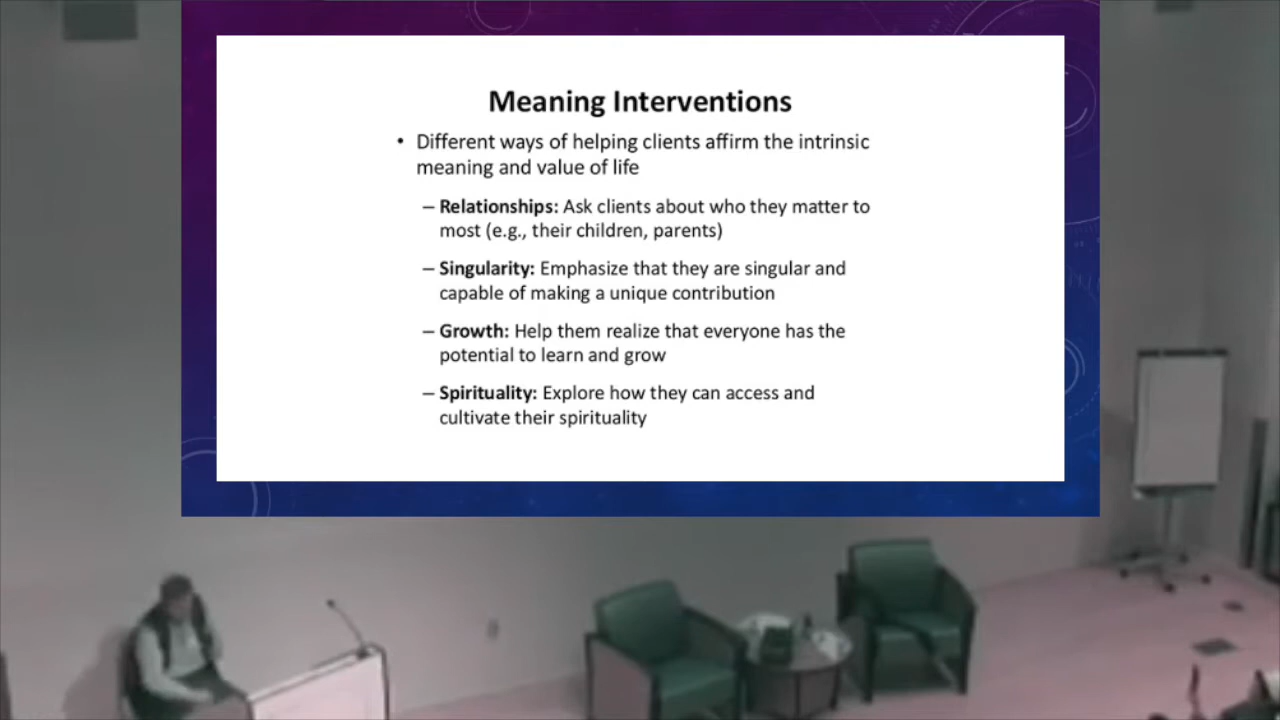 Meaning Interventions
• Different ways of helping clients affirm the intrinsic
meaning and value of life
– Relationships: Ask clients about who they matter to
most (e.g., their children, parents)
– Singularity: Emphasize that they are singular and
capable of making a unique contribution
– Growth: Help them realize that everyone has the
potential to learn and grow
– Spirituality: Explore how they can access and
cultivate their spirituality